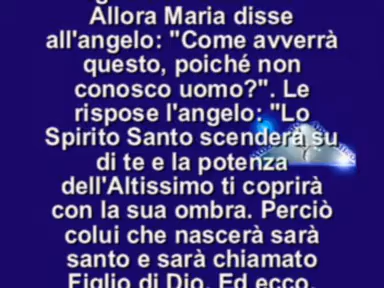 Allora Maria disse
all'angelo: "Come avverrà
questo, poiché non
conosco uomo?". Le
rispose l'angelo: "Lo
Spirito Santo scenderà su
di te e la potenza
dell'Altissimo ti coprirà
con la sua ombra. Perciò
colui che nascerà sarà
santo e sarà chiamato
Figlio di Dio. Ed ecco,